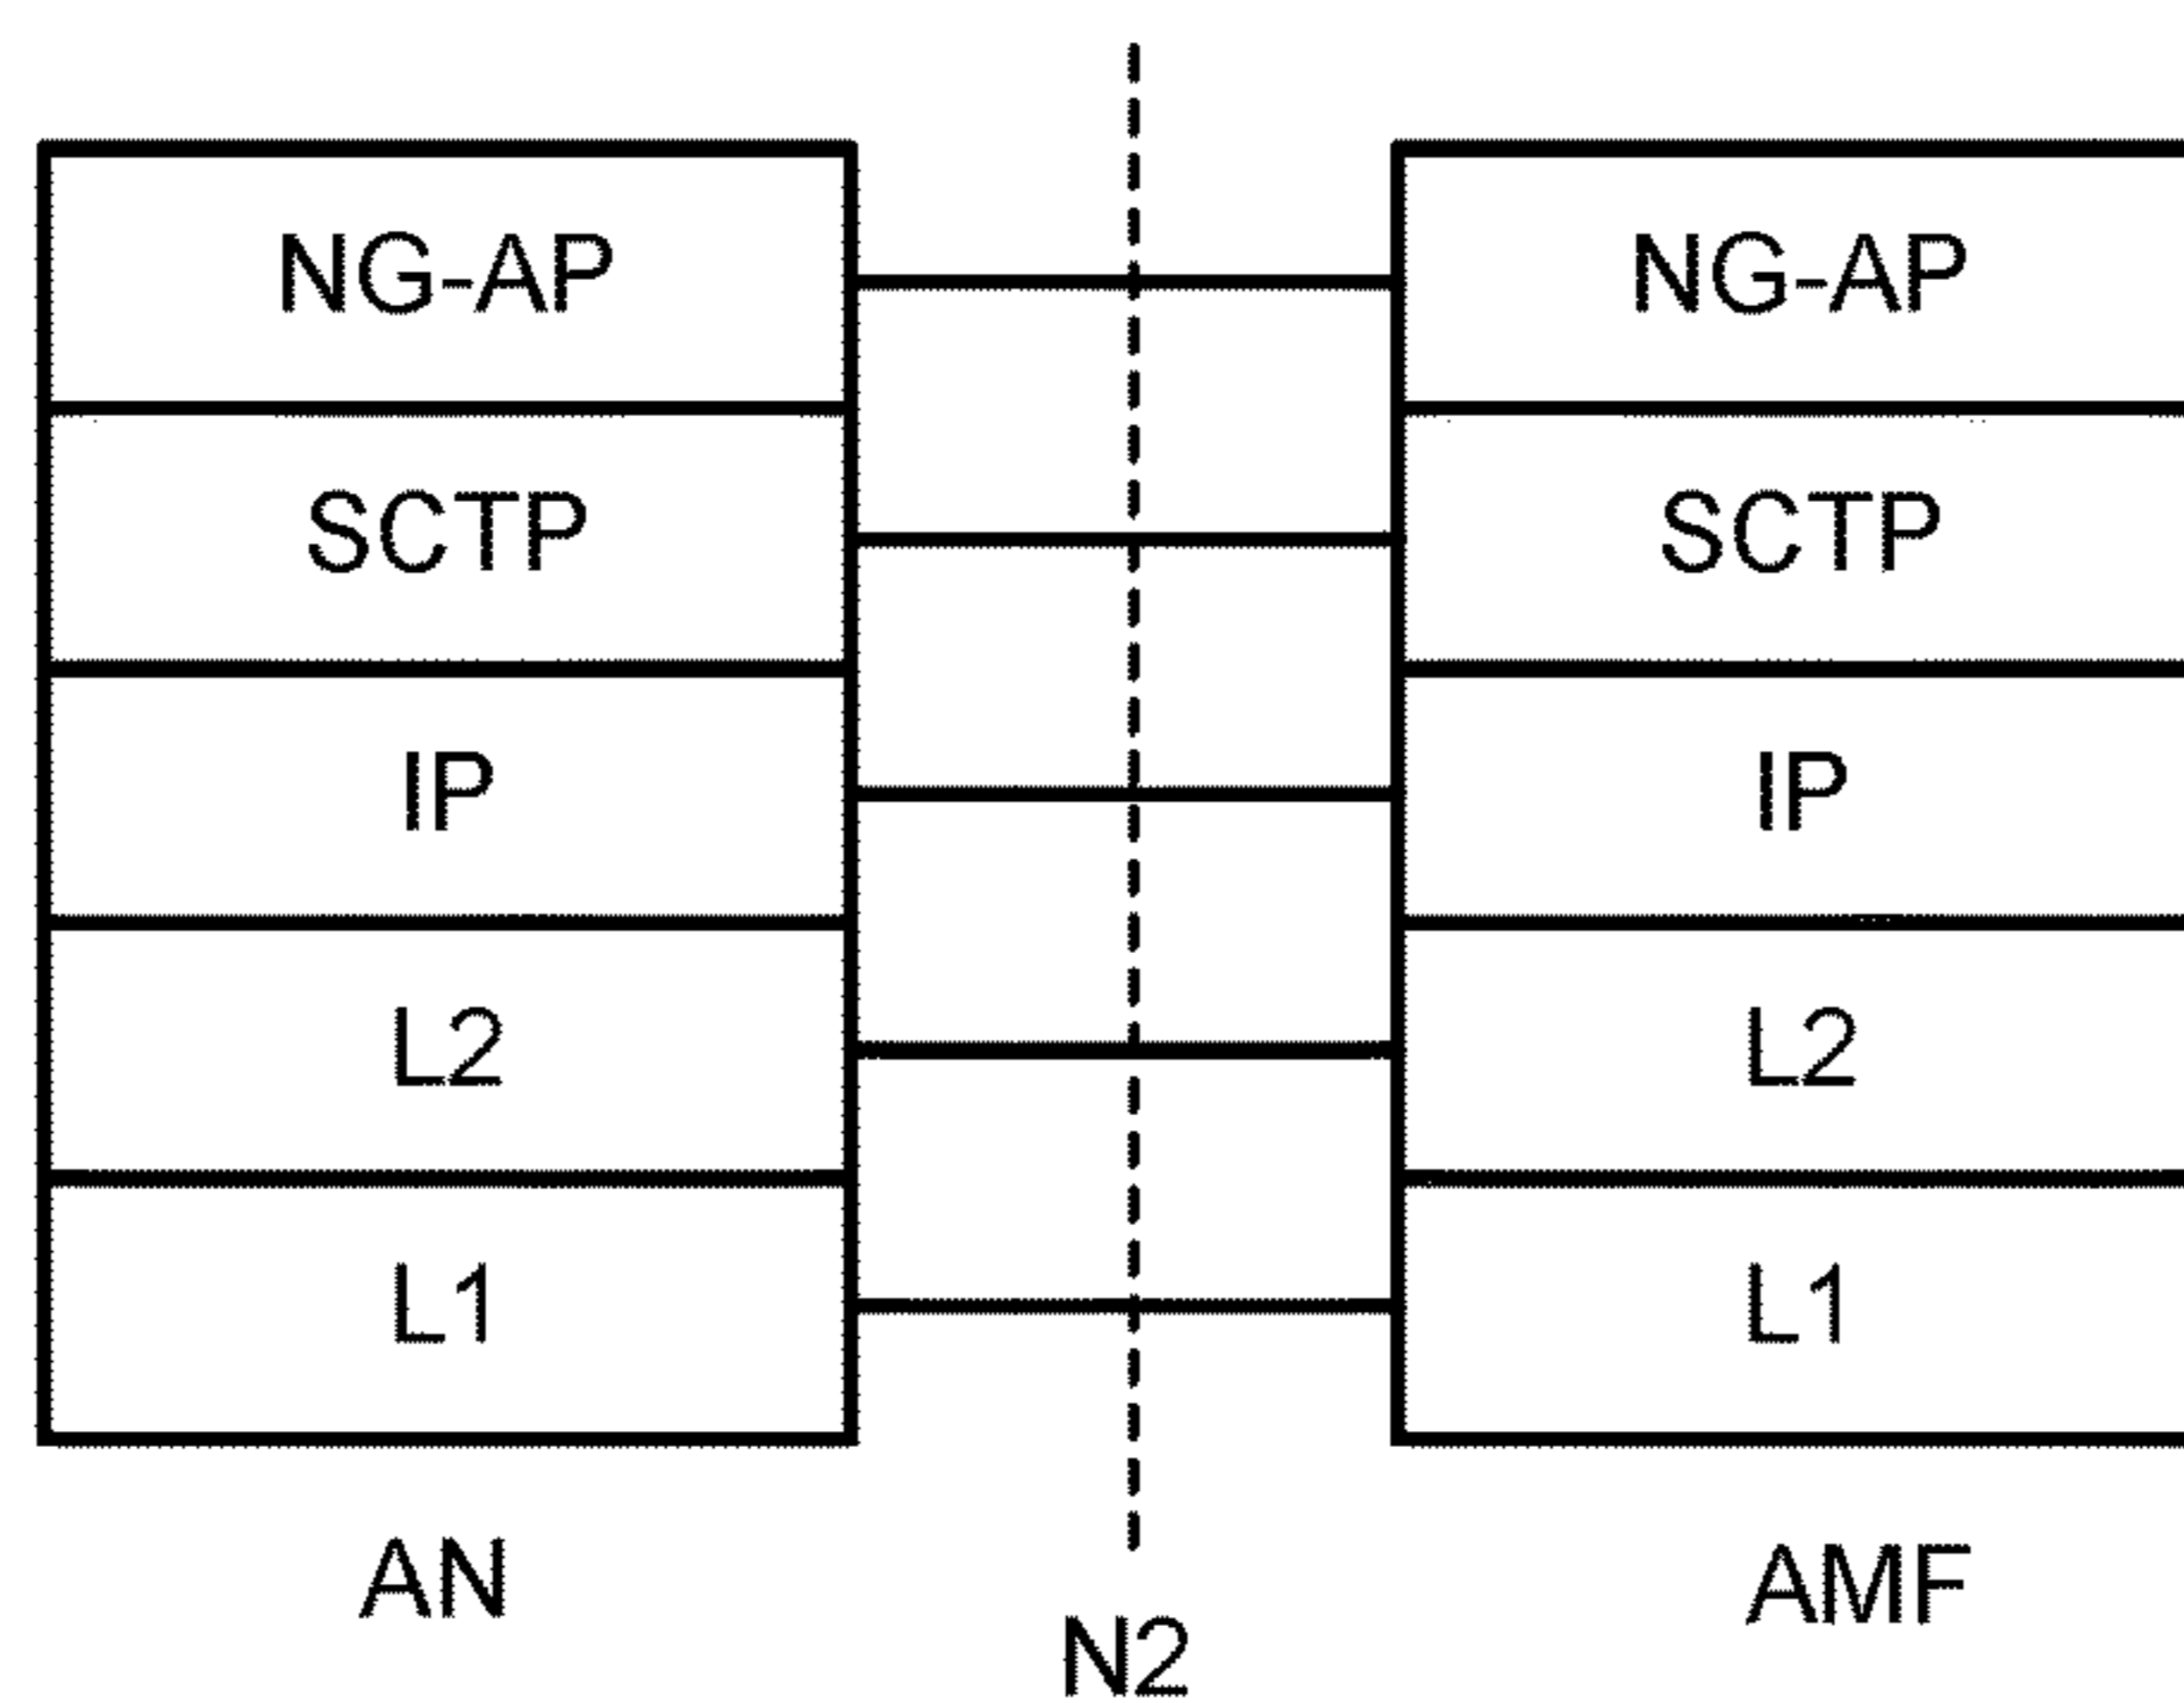 NG-AP NG-AP
SCTP SCTP
IP IP
L2 L2
L1 L1
AN AMF
N2